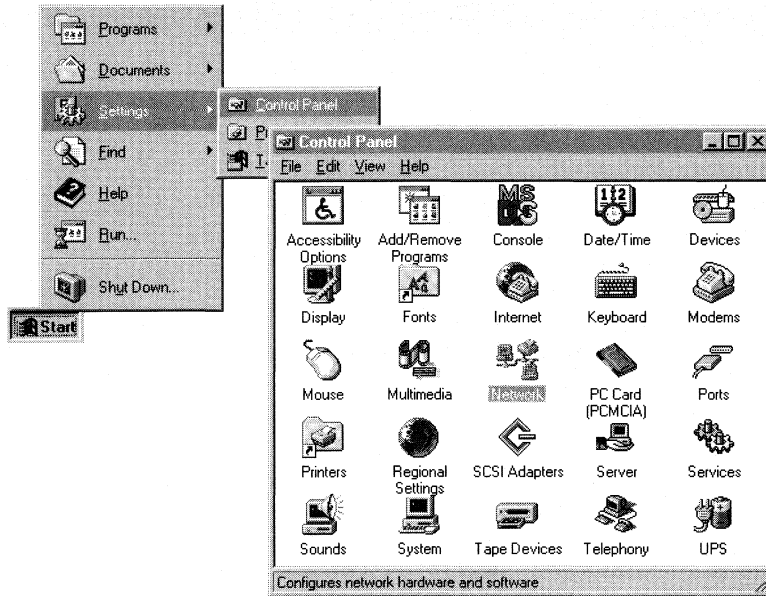 Programs
Documents
Settings
Find
Help
Run...
Shut Down...
Start
Control Panel
P
T
Control Panel
File Edit View Help
Accessibility Options
Add/Remove Programs
MS DOS
Console
Date/Time
Devices
Display
Fonts
Internet
Keyboard
Modems
Mouse
Multimedia
Network
PC Card (PCMCIA)
Ports
Printers
Regional Settings
SCSI Adapters
Server
Services
Sounds
System
Tape Devices
Telephony
UPS
Configures network hardware and software